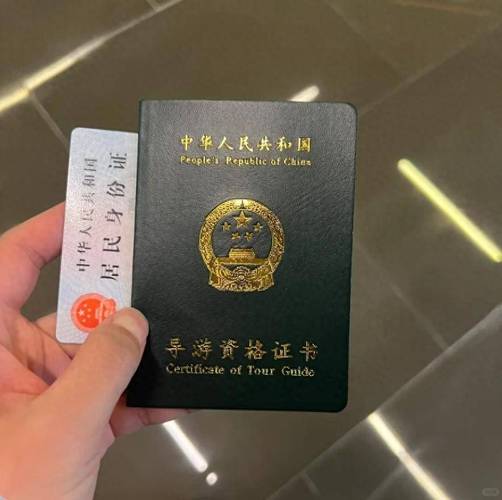 中华人民共和国
People's Republic of China
导游资格证书
Certificate of Tour Guide
中华人民共和国
居民身份证